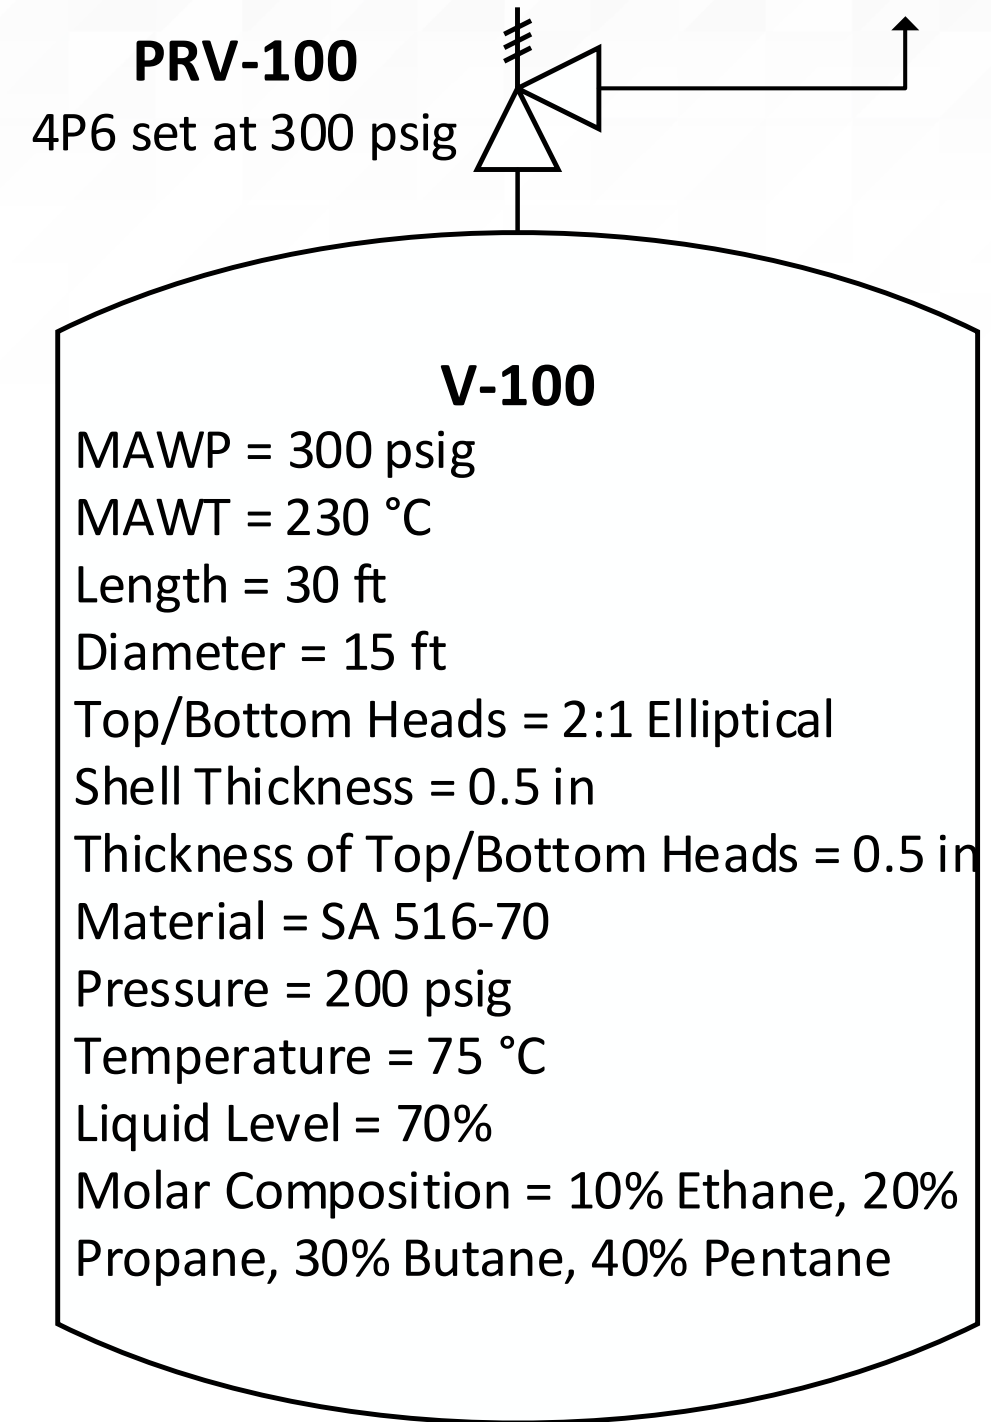 PRV-100
4P6 set at 300 psig
V-100
MAWP = 300 psig
MAWT = 230 °C
Length = 30 ft
Diameter = 15 ft
Top/Bottom Heads = 2:1 Elliptical
Shell Thickness = 0.5 in
Thickness of Top/Bottom Heads = 0.5 in
Material = SA 516-70
Pressure = 200 psig
Temperature = 75 °C
Liquid Level = 70%
Molar Composition = 10% Ethane, 20%
Propane, 30% Butane, 40% Pentane